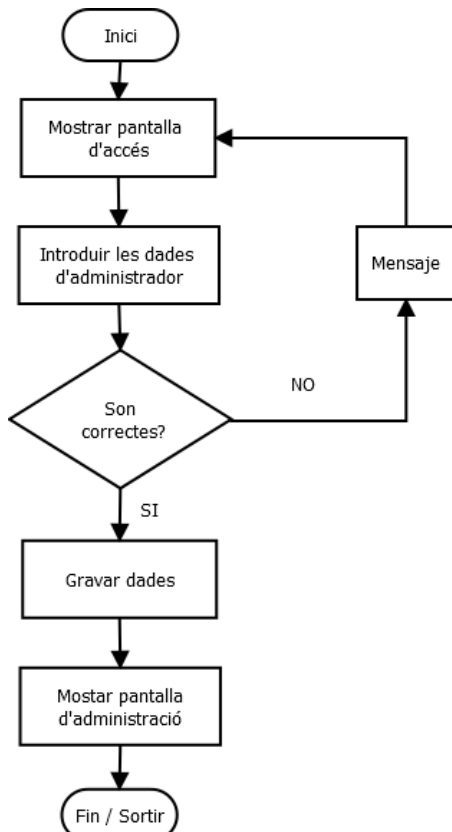 Inici
Mostrar pantalla
d'accés
Introduir les dades
d'administrador
Mensaje
Son
correctes?
NO
SI
Gravar dades
Mostar pantalla
d'administració
Fin / Sortir